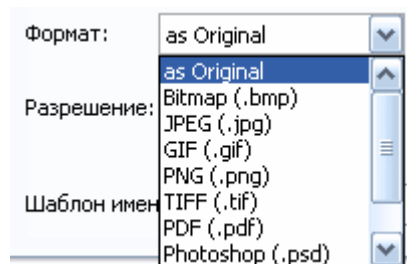 Формат: as Original
as Original
Bitmap (.bmp)
Разрешение: JPEG (.jpg)
GIF (.gif)
PNG (.png)
Шаблон имен TIFF (.tif)
PDF (.pdf)
Photoshop (.psd)